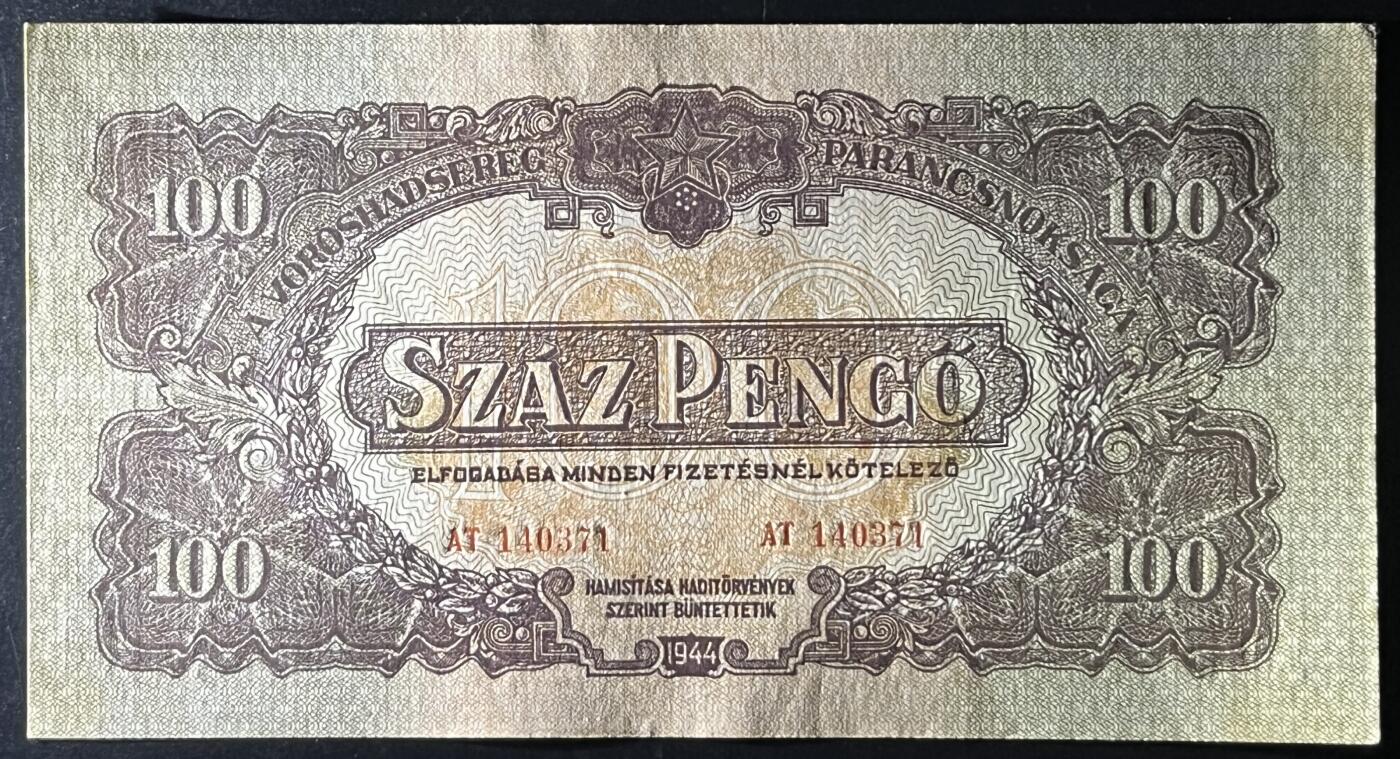 A VÖRÖSHADSEREG PARANCSNOKSÁGA
100 100
100
SZÁZ PENGŐ
ELFOGADÁSA MINDEN FIZETÉSNÉL KÖTELEZŐ
AT 140371 AT 140371
100 100
HAMISÍTÁSA HADITÖRVÉNYEK
SZERINT BÜNTETTETIK
1944